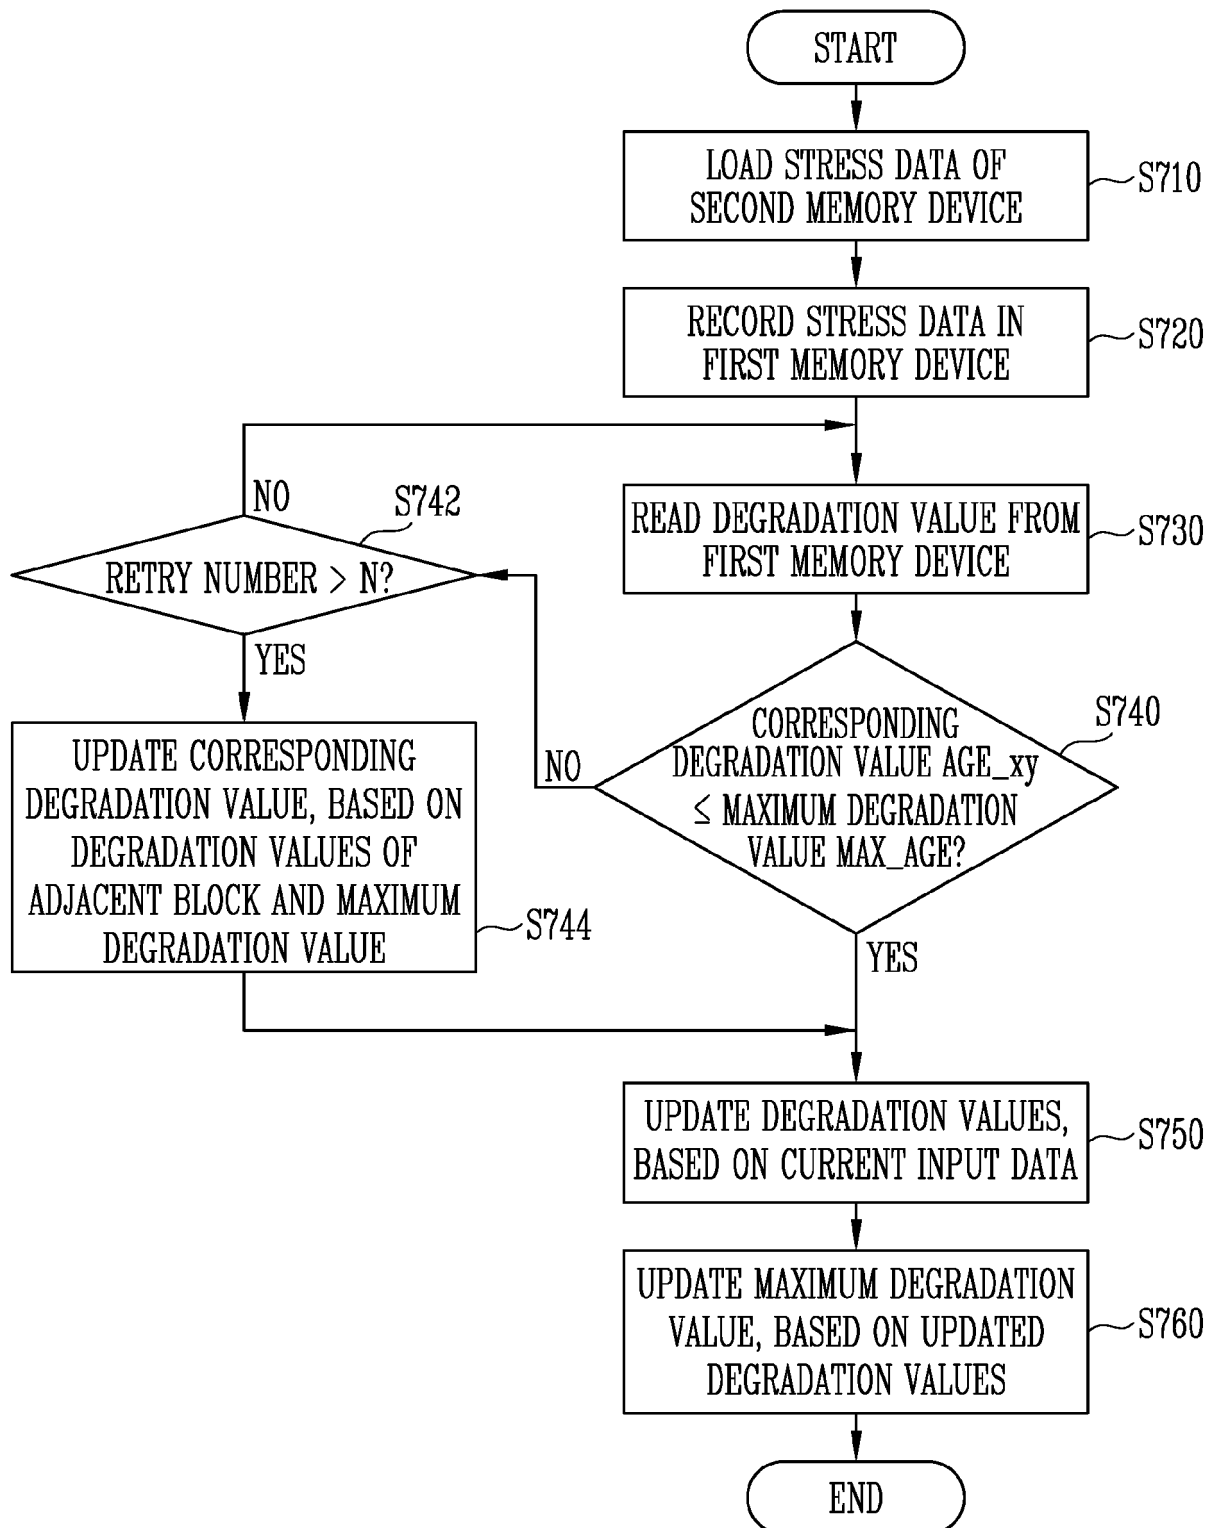 START
LOAD STRESS DATA OF
SECOND MEMORY DEVICE
S710
RECORD STRESS DATA IN
FIRST MEMORY DEVICE
S720
READ DEGRADATION VALUE FROM
FIRST MEMORY DEVICE
S730
NO
S742
RETRY NUMBER > N?
YES
CORRESPONDING
DEGRADATION VALUE AGE_xy
≤ MAXIMUM DEGRADATION
VALUE MAX_AGE?
S740
NO
YES
UPDATE CORRESPONDING
DEGRADATION VALUE, BASED ON
DEGRADATION VALUES OF
ADJACENT BLOCK AND MAXIMUM
DEGRADATION VALUE
S744
UPDATE DEGRADATION VALUES,
BASED ON CURRENT INPUT DATA
S750
UPDATE MAXIMUM DEGRADATION
VALUE, BASED ON UPDATED
DEGRADATION VALUES
S760
END